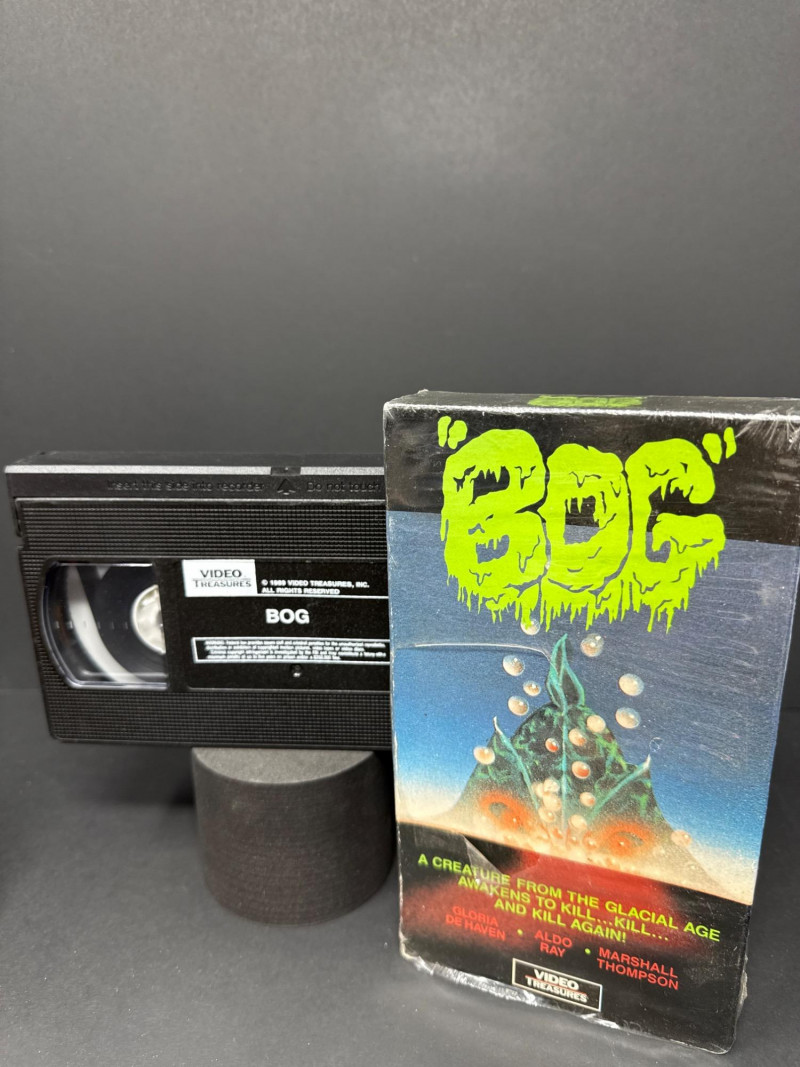 Insert this side into recorder Do not touch
VIDEO
TREASURES
© 1989 VIDEO TREASURES, INC.
ALL RIGHTS RESERVED
BOG
BOG
"BOG"
A CREATURE FROM THE GLACIAL AGE
AWAKENS TO KILL...KILL...
AND KILL AGAIN!
GLORIA
DE HAVEN • ALDO
RAY • MARSHALL
THOMPSON
VIDEO
TREASURES